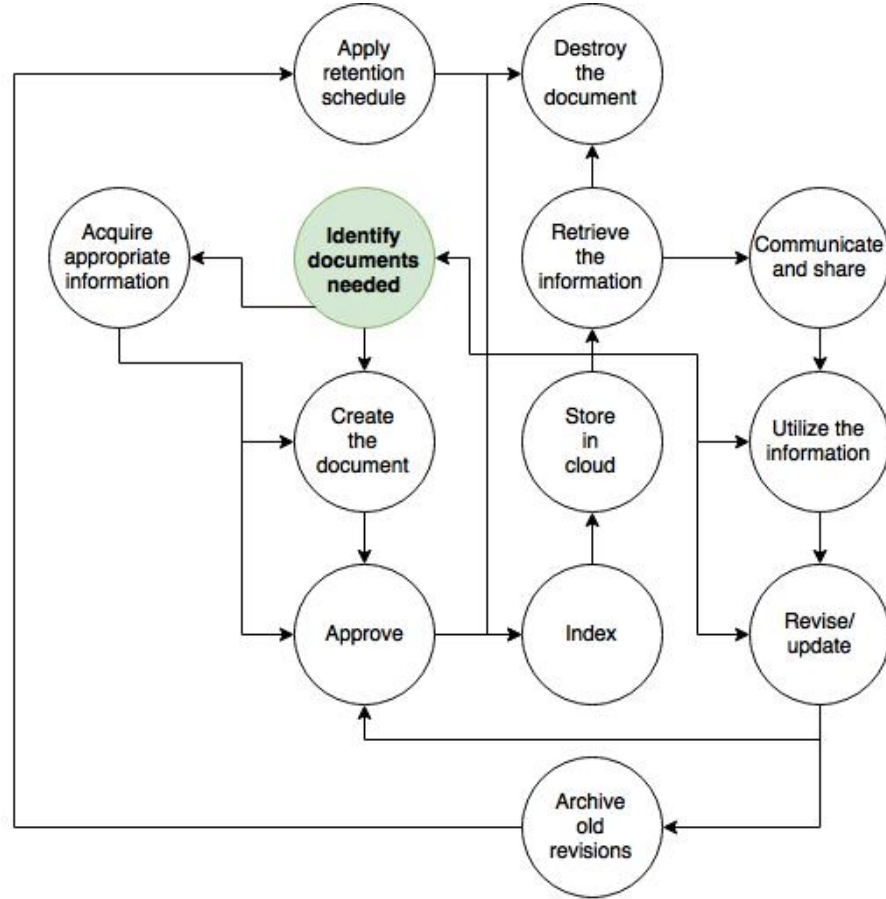 Apply
retention
schedule
Destroy
the
document
Acquire
appropriate
information
Identify
documents
needed
Retrieve
the
information
Communicate
and share
Create
the
document
Store
in
cloud
Utilize the
information
Approve
Index
Revise/
update
Archive
old
revisions